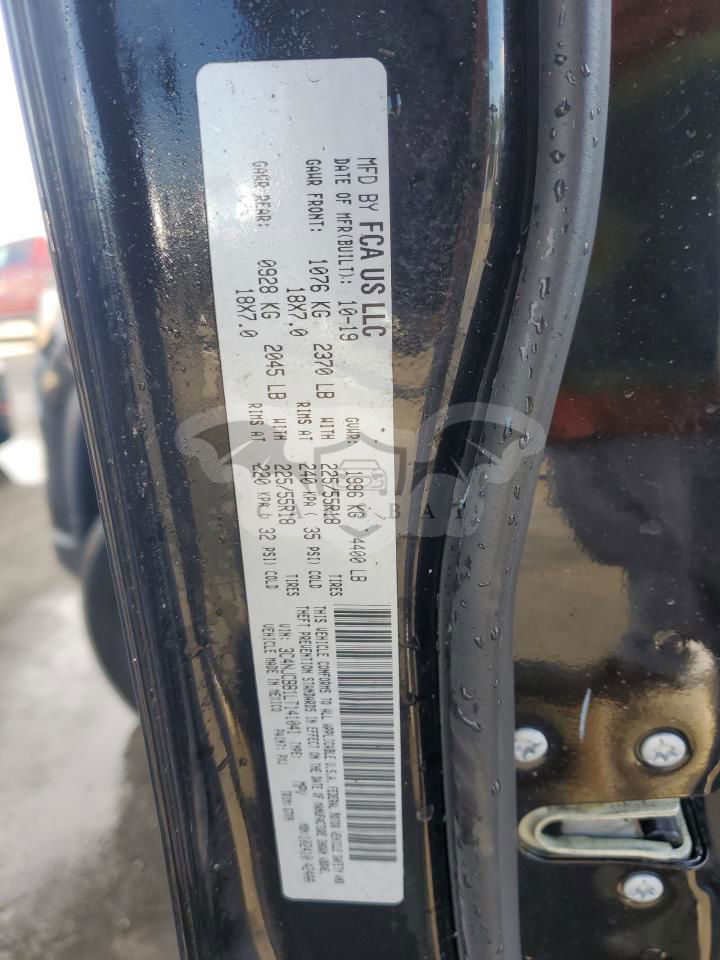 MFD BY FCA US LLC
DATE OF MFR(BUILT): 10-19 GVWR: 1996 KG ( 4400 LB
GAWR FRONT: 1076 KG 2370 LB WITH 225/55R18 TIRES
18X7.0 RIMS AT 240 KPA ( 35 PSI) COLD
GAWR REAR: 0928 KG 2045 LB WITH 225/55R18 TIRES
18X7.0 RIMS AT 220 KPA ( 32 PSI) COLD
THIS VEHICLE CONFORMS TO ALL APPLICABLE U.S.A. FEDERAL MOTOR VEHICLE SAFETY AND
THEFT PREVENTION STANDARDS IN EFFECT ON THE DATE OF MANUFACTURE SHOWN ABOVE.
VIN: 3C4NJCBB1LT141041 TYPE: MPV
VEHICLE MADE IN MEXICO PAINT: PXJ